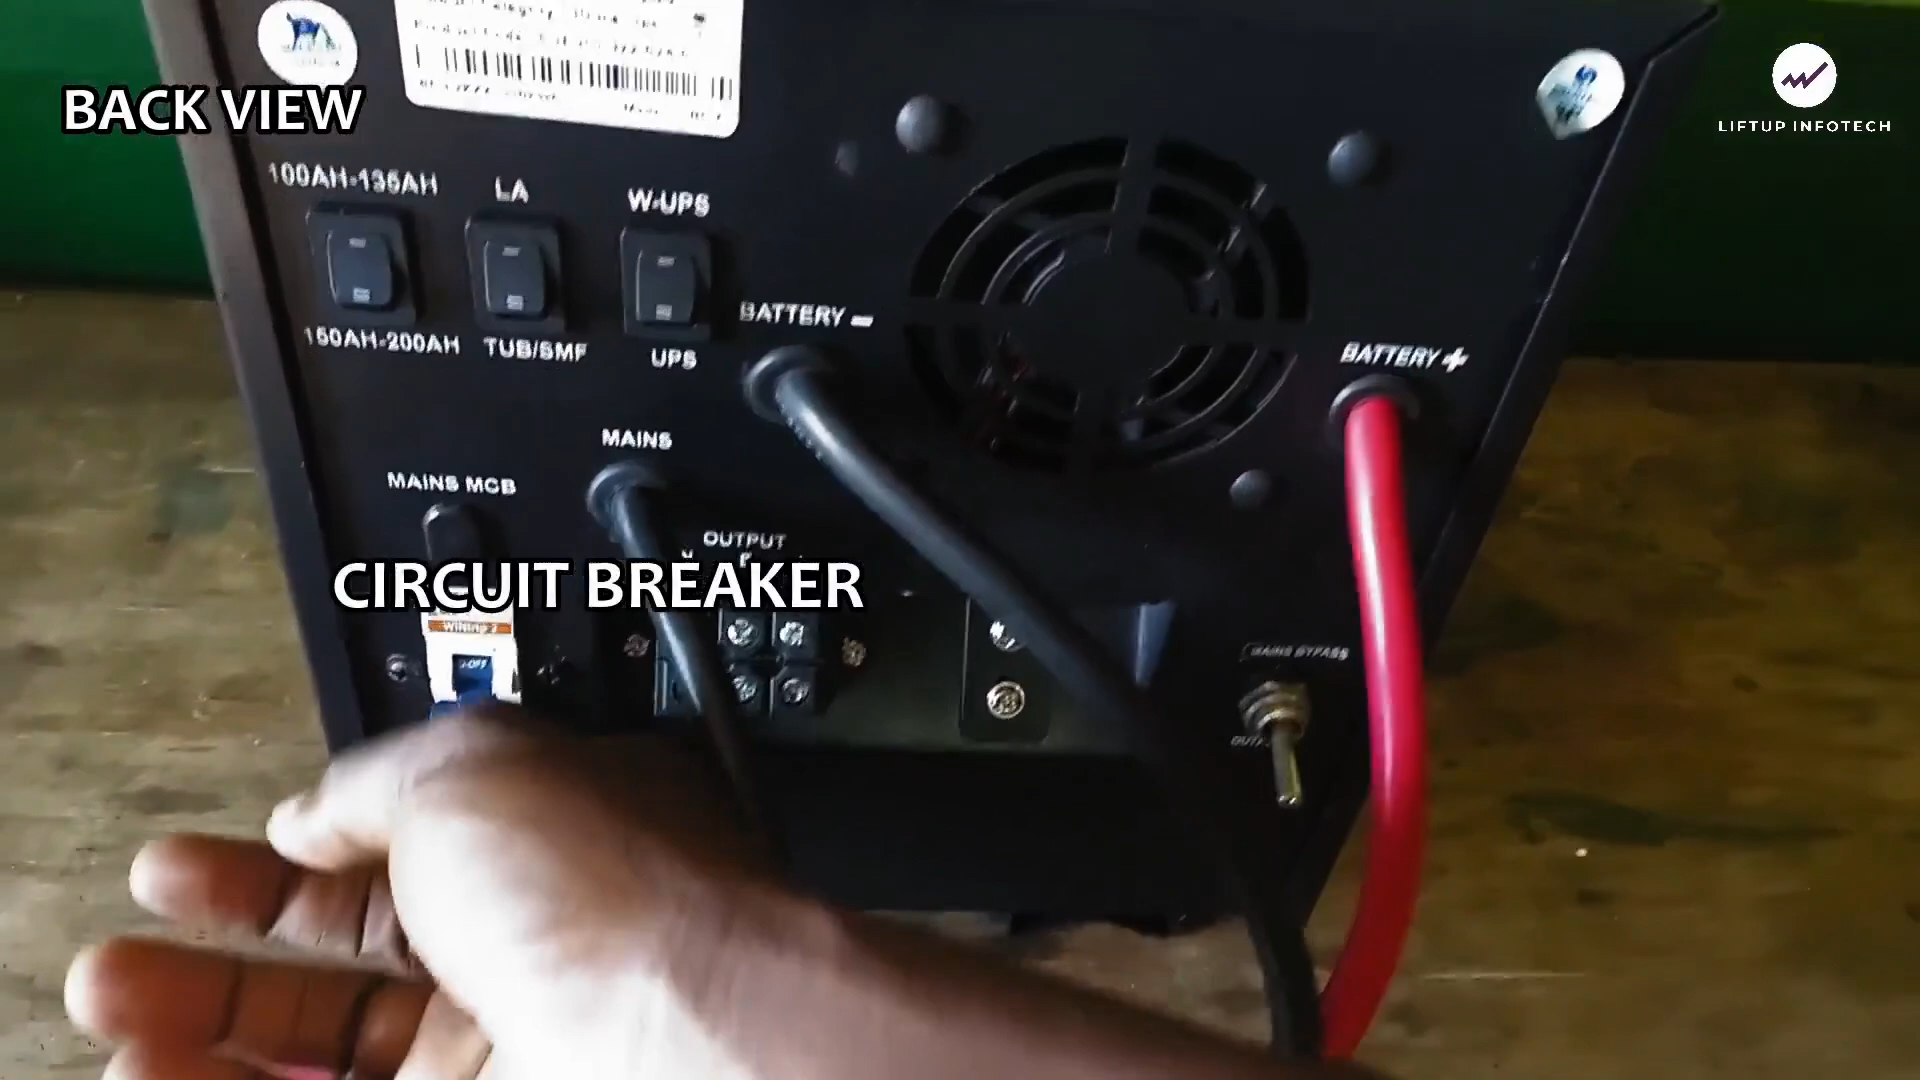 BACK VIEW
LIFTUP INFOTECH
100AH-135AH
LA
W-UPS
150AH-200AH
TUB/SMF
UPS
BATTERY -
BATTERY +
MAINS
MAINS MCB
OUTPUT
CIRCUIT BREAKER
MAINS BYPASS